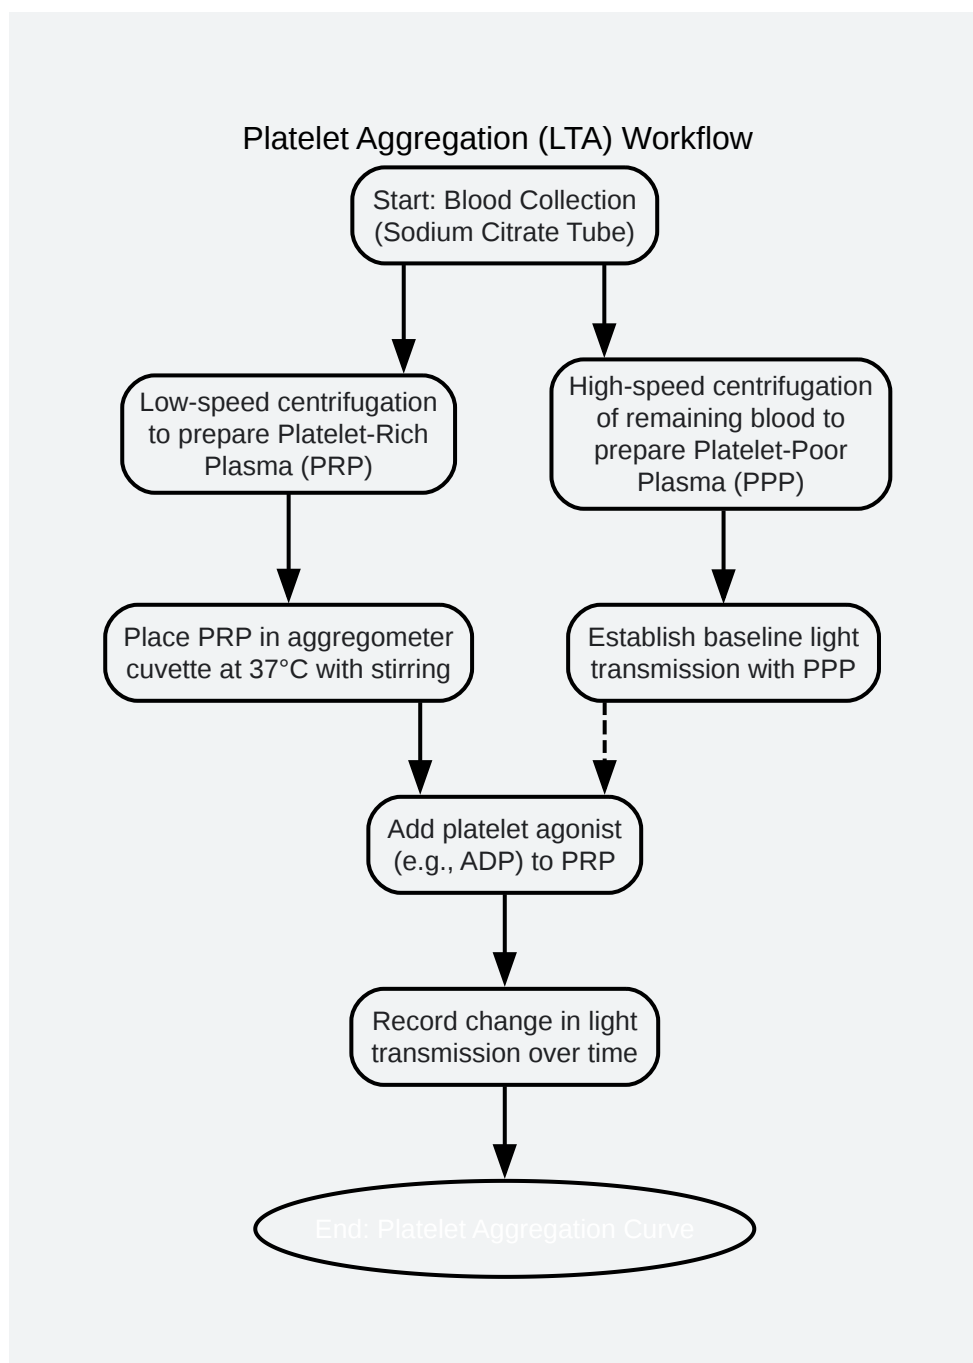 Platelet Aggregation (LTA) Workflow
Start: Blood Collection
(Sodium Citrate Tube)
Low-speed centrifugation
to prepare Platelet-Rich
Plasma (PRP)
High-speed centrifugation
of remaining blood to
prepare Platelet-Poor
Plasma (PPP)
Place PRP in aggregometer
cuvette at 37°C with stirring
Establish baseline light
transmission with PPP
Add platelet agonist
(e.g., ADP) to PRP
Record change in light
transmission over time
End: Platelet Aggregation Curve